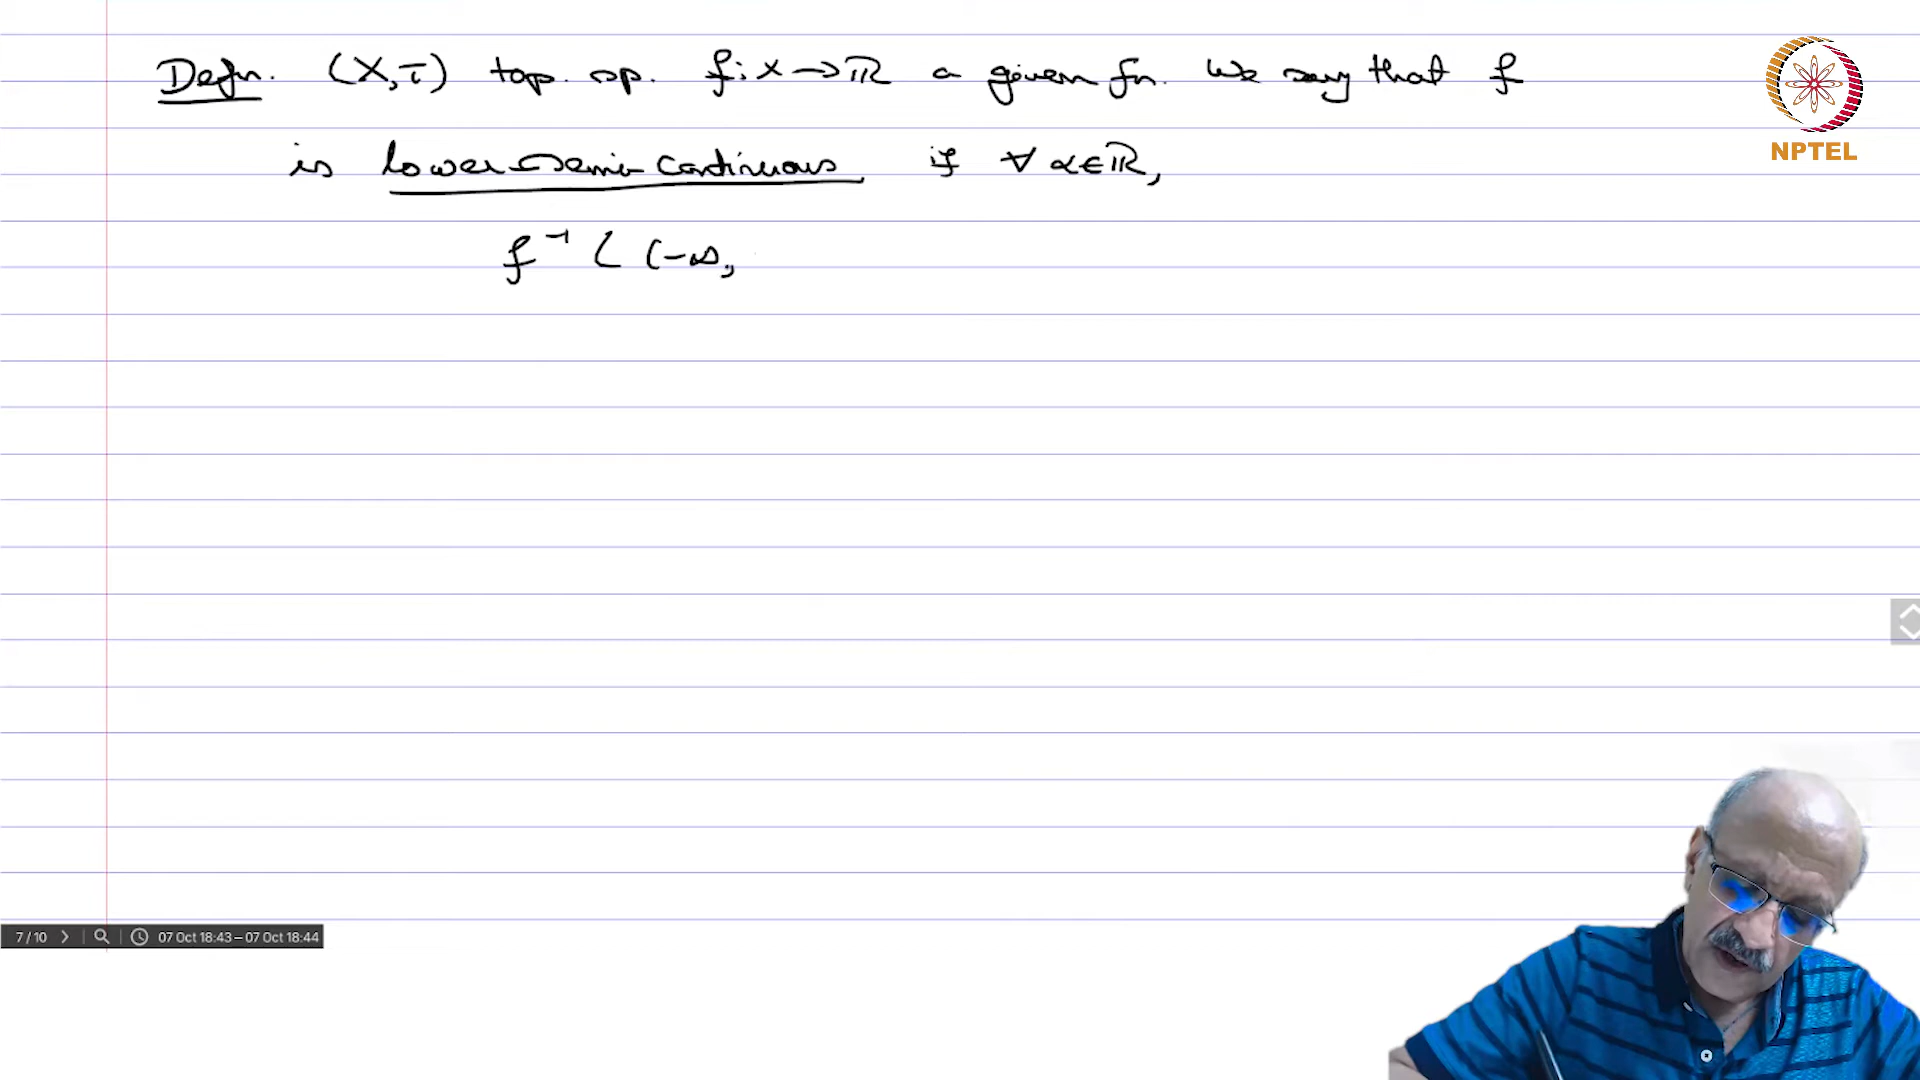 Defn. (X,τ) top. sp. f: X → ℝ a given fn. We say that f
is lower-semi-continuous if ∀ α ∈ ℝ,
f⁻¹ ( (-∞,
NPTEL
7 / 10 07 Oct 18:43 – 07 Oct 18:44